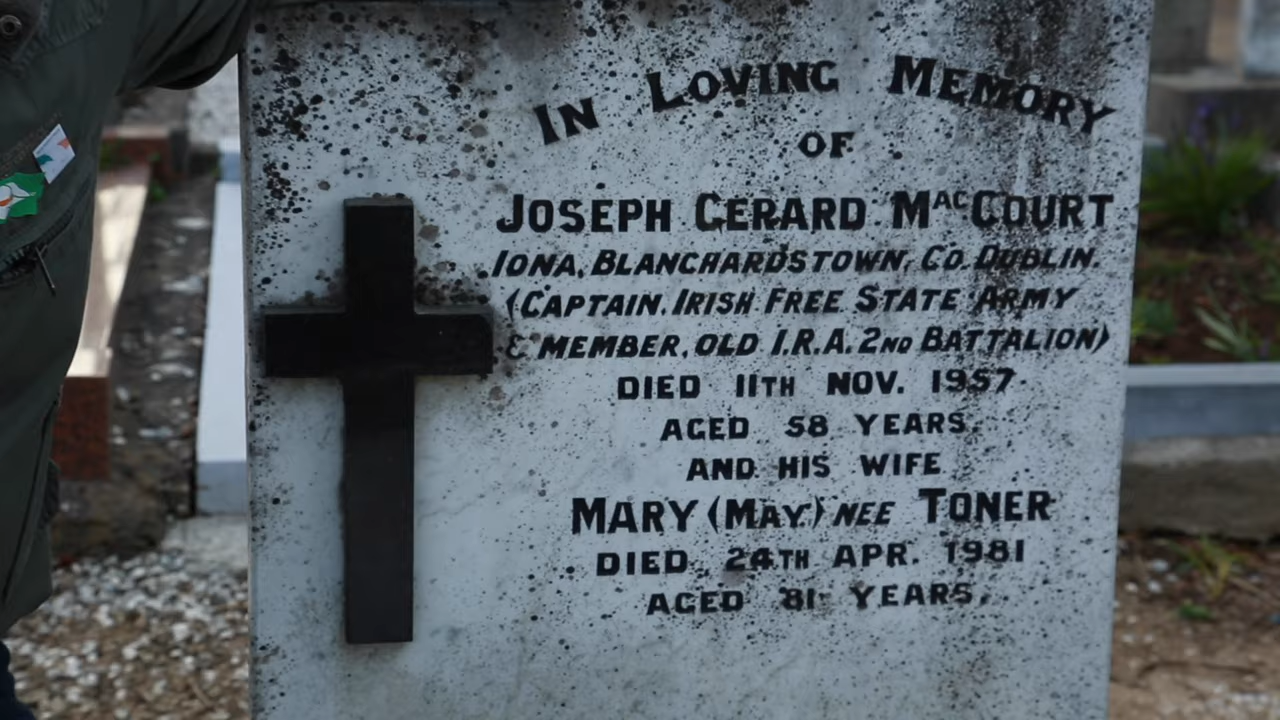 IN LOVING MEMORY
OF
JOSEPH GERARD MACCOURT
IONA, BLANCHARDSTOWN, CO. DUBLIN.
(CAPTAIN. IRISH FREE STATE ARMY
& MEMBER, OLD I.R.A. 2ND BATTALION)
DIED 11TH NOV. 1957.
AGED 58 YEARS.
AND HIS WIFE
MARY (MAY.) NEE TONER
DIED 24TH APR. 1981
AGED 81 YEARS.